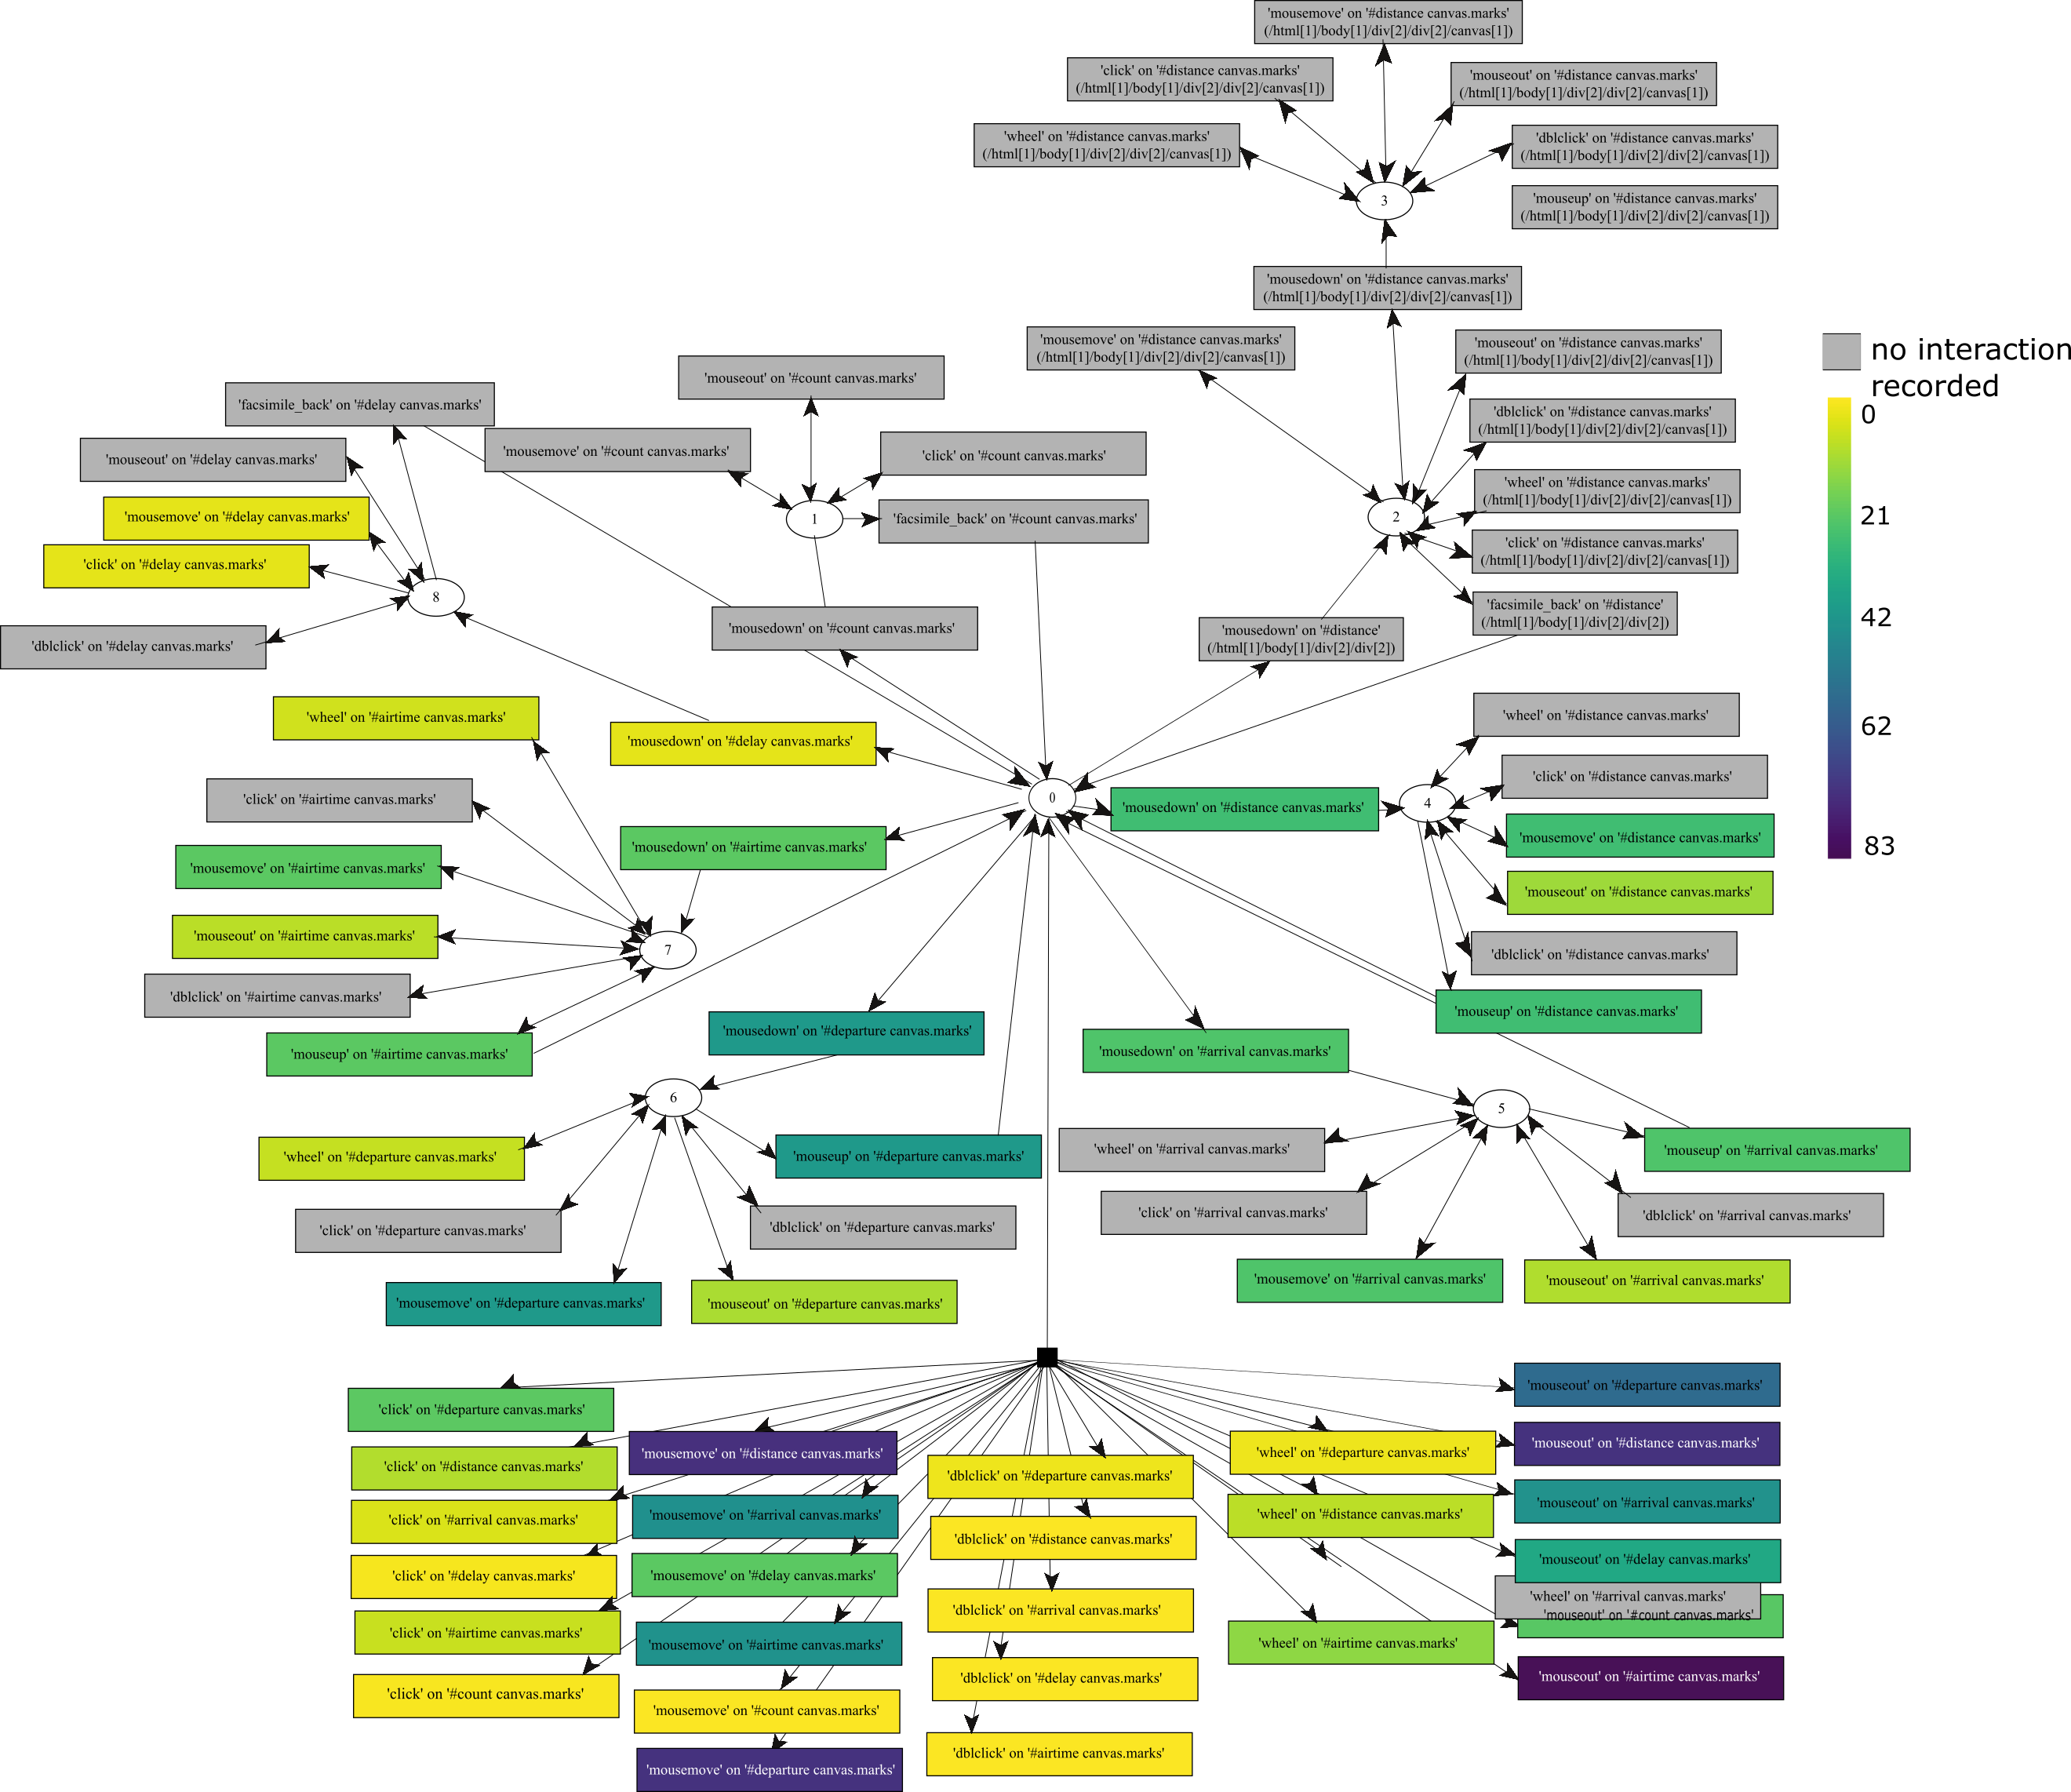 'mousemove' on '#distance canvas.marks'
(/html[1]/body[1]/div[2]/div[2]/canvas[1])
'click' on '#distance canvas.marks'
(/html[1]/body[1]/div[2]/div[2]/canvas[1])
'mouseout' on '#distance canvas.marks'
(/html[1]/body[1]/div[2]/div[2]/canvas[1])
'wheel' on '#distance canvas.marks'
(/html[1]/body[1]/div[2]/div[2]/canvas[1])
'dblclick' on '#distance canvas.marks'
(/html[1]/body[1]/div[2]/div[2]/canvas[1])
3
'mouseup' on '#distance canvas.marks'
(/html[1]/body[1]/div[2]/div[2]/canvas[1])
'mousedown' on '#distance canvas.marks'
(/html[1]/body[1]/div[2]/div[2]/canvas[1])
'mousemove' on '#distance canvas.marks'
(/html[1]/body[1]/div[2]/div[2]/canvas[1])
'mouseout' on '#distance canvas.marks'
(/html[1]/body[1]/div[2]/div[2]/canvas[1])
no interaction
recorded
0
21
42
62
83
'mouseout' on '#count canvas.marks'
'facsimile_back' on '#delay canvas.marks'
'dblclick' on '#distance canvas.marks'
(/html[1]/body[1]/div[2]/div[2]/canvas[1])
'mouseout' on '#delay canvas.marks'
'mousemove' on '#count canvas.marks'
'click' on '#count canvas.marks'
'wheel' on '#distance canvas.marks'
(/html[1]/body[1]/div[2]/div[2]/canvas[1])
'mousemove' on '#delay canvas.marks'
1
'facsimile_back' on '#count canvas.marks'
2
'click' on '#distance canvas.marks'
(/html[1]/body[1]/div[2]/div[2]/canvas[1])
'click' on '#delay canvas.marks'
8
'facsimile_back' on '#distance'
(/html[1]/body[1]/div[2]/div[2])
'dblclick' on '#delay canvas.marks'
'mousedown' on '#count canvas.marks'
'mousedown' on '#distance'
(/html[1]/body[1]/div[2]/div[2])
'wheel' on '#airtime canvas.marks'
'mousedown' on '#delay canvas.marks'
'wheel' on '#distance canvas.marks'
'click' on '#airtime canvas.marks'
0
'mousedown' on '#distance canvas.marks'
4
'click' on '#distance canvas.marks'
'mousemove' on '#airtime canvas.marks'
'mousedown' on '#airtime canvas.marks'
'mousemove' on '#distance canvas.marks'
'mouseout' on '#distance canvas.marks'
'mouseout' on '#airtime canvas.marks'
7
'dblclick' on '#distance canvas.marks'
'dblclick' on '#airtime canvas.marks'
'mouseup' on '#distance canvas.marks'
'mouseup' on '#airtime canvas.marks'
'mousedown' on '#departure canvas.marks'
'mousedown' on '#arrival canvas.marks'
6
5
'wheel' on '#departure canvas.marks'
'mouseup' on '#departure canvas.marks'
'wheel' on '#arrival canvas.marks'
'mouseup' on '#arrival canvas.marks'
'click' on '#departure canvas.marks'
'dblclick' on '#departure canvas.marks'
'click' on '#arrival canvas.marks'
'dblclick' on '#arrival canvas.marks'
'mousemove' on '#departure canvas.marks'
'mouseout' on '#departure canvas.marks'
'mousemove' on '#arrival canvas.marks'
'mouseout' on '#arrival canvas.marks'
'click' on '#departure canvas.marks'
'click' on '#distance canvas.marks'
'click' on '#arrival canvas.marks'
'click' on '#delay canvas.marks'
'click' on '#airtime canvas.marks'
'click' on '#count canvas.marks'
'mousemove' on '#distance canvas.marks'
'mousemove' on '#arrival canvas.marks'
'mousemove' on '#delay canvas.marks'
'mousemove' on '#airtime canvas.marks'
'mousemove' on '#count canvas.marks'
'mousemove' on '#departure canvas.marks'
'dblclick' on '#departure canvas.marks'
'dblclick' on '#distance canvas.marks'
'dblclick' on '#arrival canvas.marks'
'dblclick' on '#delay canvas.marks'
'dblclick' on '#airtime canvas.marks'
'wheel' on '#departure canvas.marks'
'wheel' on '#distance canvas.marks'
'wheel' on '#airtime canvas.marks'
'mouseout' on '#departure canvas.marks'
'mouseout' on '#distance canvas.marks'
'mouseout' on '#arrival canvas.marks'
'mouseout' on '#delay canvas.marks'
'wheel' on '#arrival canvas.marks'
'mouseout' on '#count canvas.marks'
'mouseout' on '#airtime canvas.marks'